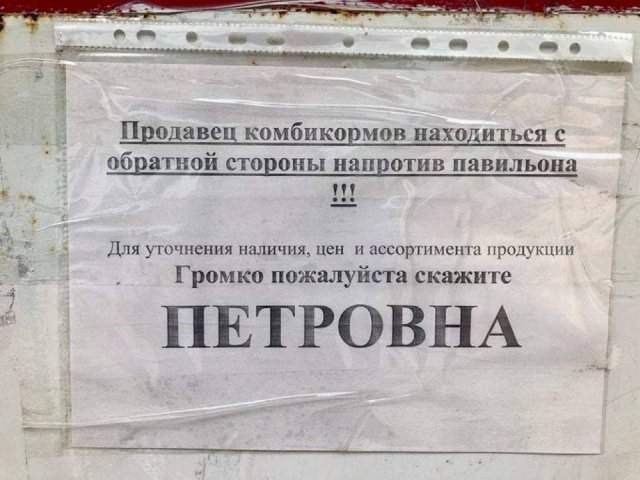 Продавец комбикормов находиться с
обратной стороны напротив павильона
!!!
Для уточнения наличия, цен и ассортимента продукции
Громко пожалуйста скажите
ПЕТРОВНА